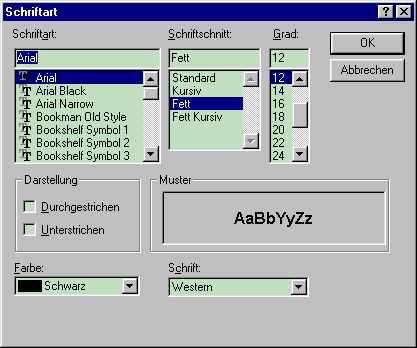 Schriftart
Schriftart: Schriftschnitt: Grad:
Arial Fett 12 OK
Abbrechen
Arial Standard 12
Arial Black Kursiv 14
Arial Narrow Fett 16
Bookman Old Style Fett Kursiv 18
Bookshelf Symbol 1 20
Bookshelf Symbol 2 22
Bookshelf Symbol 3 24
Darstellung Muster
Durchgestrichen
AaBbYyZz
Unterstrichen
Farbe: Schrift:
Schwarz Western